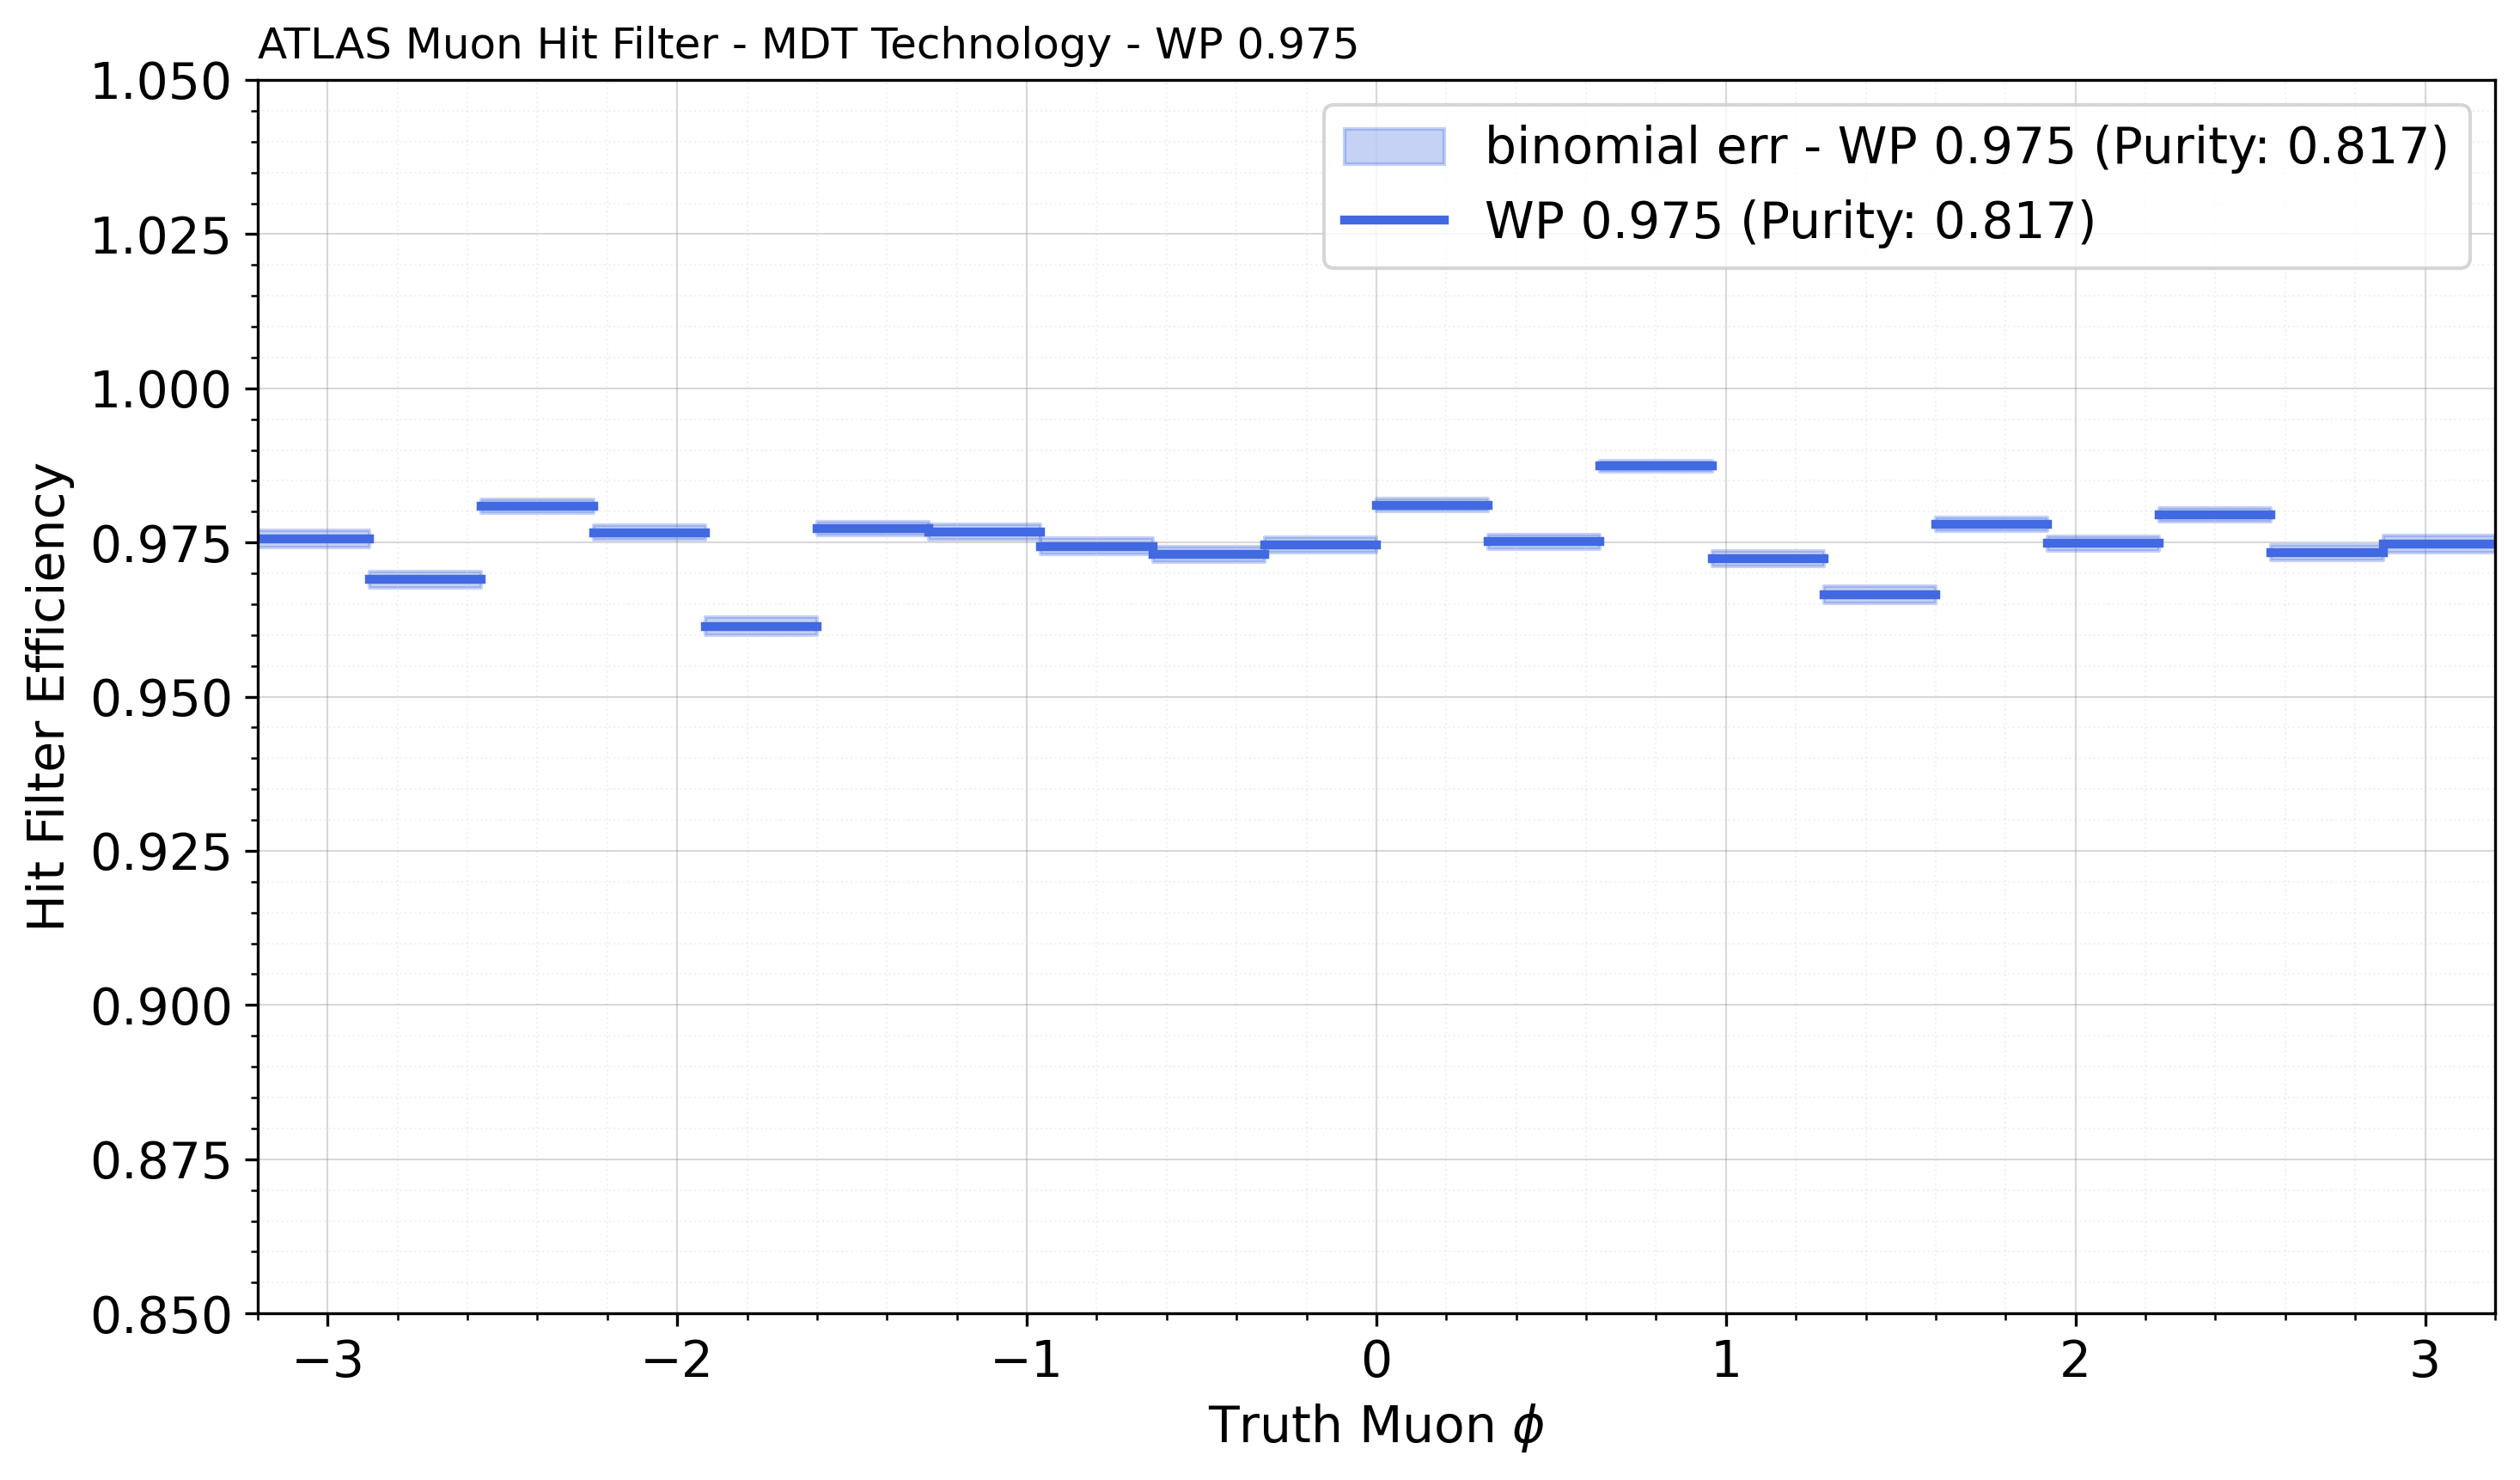 ATLAS Muon Hit Filter - MDT Technology - WP 0.975
binomial err - WP 0.975 (Purity: 0.817)
WP 0.975 (Purity: 0.817)
Hit Filter Efficiency
1.050
1.025
1.000
0.975
0.950
0.925
0.900
0.875
0.850
−3 −2 −1 0 1 2 3
Truth Muon ϕ